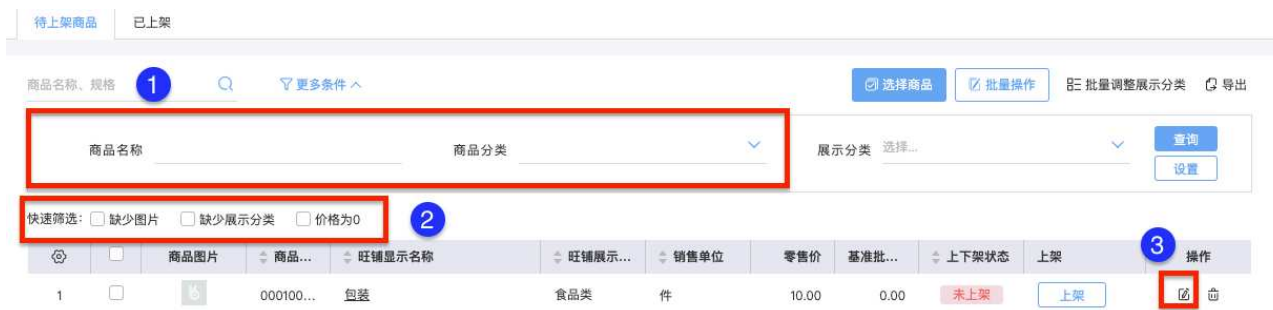 待上架商品 已上架
商品名称、规格 1 更多条件 选择商品 批量操作 批量调整展示分类 导出
商品名称 商品分类 展示分类 选择... 查询
设置
快速筛选: 缺少图片 缺少展示分类 价格为0 2
3
商品图片 商品... 旺铺显示名称 旺铺展示... 销售单位 零售价 基准批... 上下架状态 上架 操作
1 000100... 包装 食品类 件 10.00 0.00 未上架 上架